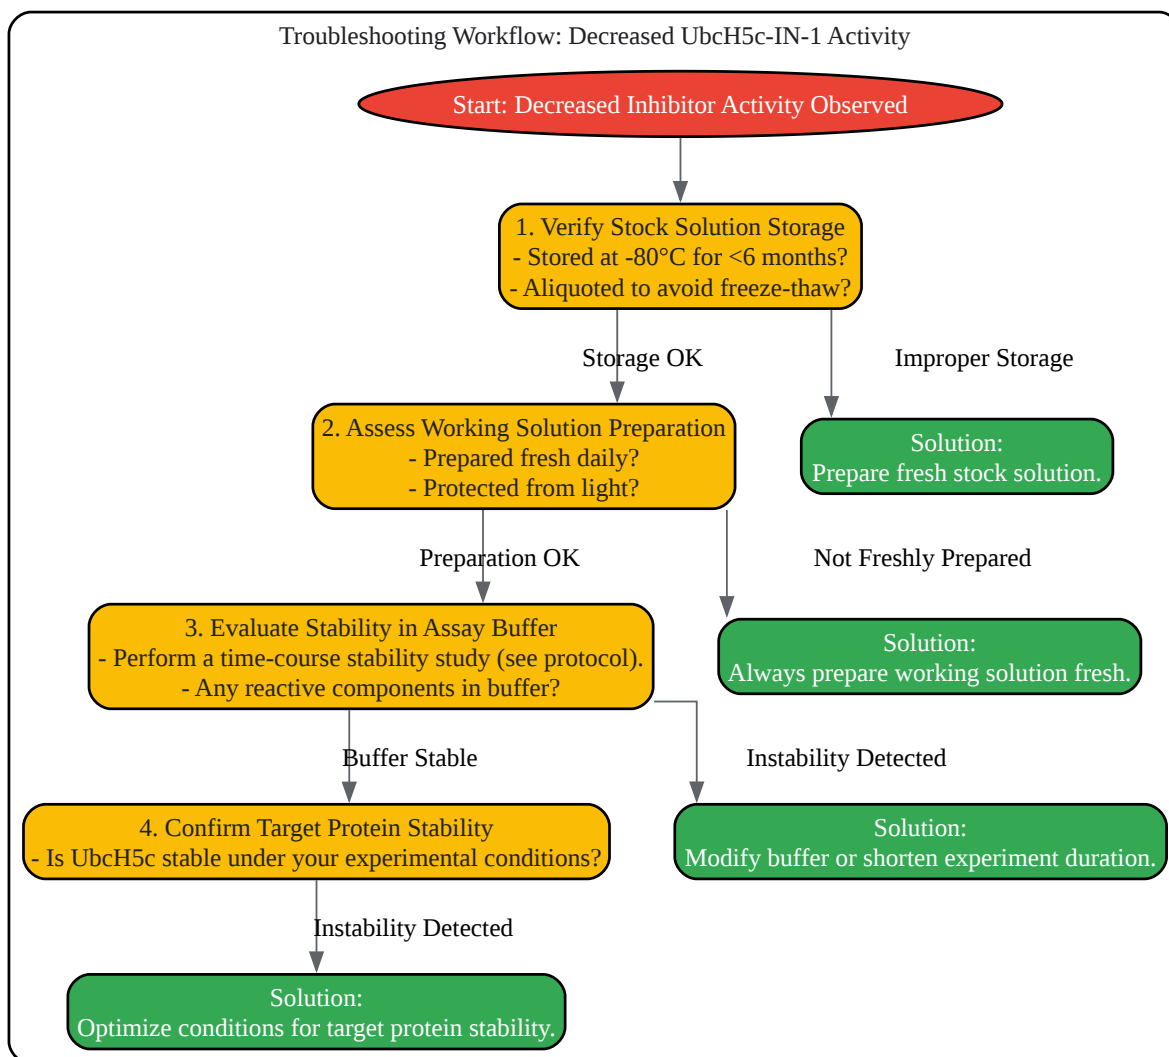 Troubleshooting Workflow: Decreased UbcH5c-IN-1 Activity
Start: Decreased Inhibitor Activity Observed
1. Verify Stock Solution Storage
- Stored at -80°C for <6 months?
- Aliquoted to avoid freeze-thaw?
Storage OK
Improper Storage
2. Assess Working Solution Preparation
- Prepared fresh daily?
- Protected from light?
Solution:
Prepare fresh stock solution.
Preparation OK
Not Freshly Prepared
3. Evaluate Stability in Assay Buffer
- Perform a time-course stability study (see protocol).
- Any reactive components in buffer?
Solution:
Always prepare working solution fresh.
Buffer Stable
Instability Detected
4. Confirm Target Protein Stability
- Is UbcH5c stable under your experimental conditions?
Solution:
Modify buffer or shorten experiment duration.
Instability Detected
Solution:
Optimize conditions for target protein stability.